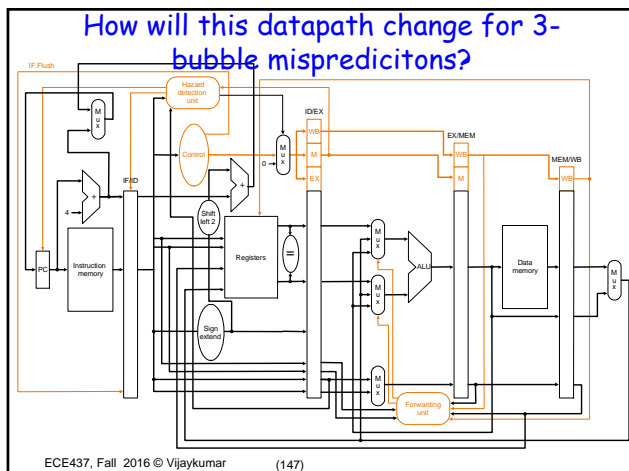 How will this datapath change for 3-
bubble mispredicitons?
IF.Flush
Hazard
detection
unit
ID/EX
M
u
x
WB
EX/MEM
Control
M
u
x
0
M
WB
MEM/WB
IF/ID
EX
M
WB
+
+
4
Shift
left 2
PC
Instruction
memory
Registers
=
M
u
x
ALU
Data
memory
M
u
x
M
u
x
Sign
extend
M
u
x
Forwarding
unit
ECE437, Fall 2016 © Vijaykumar
(147)